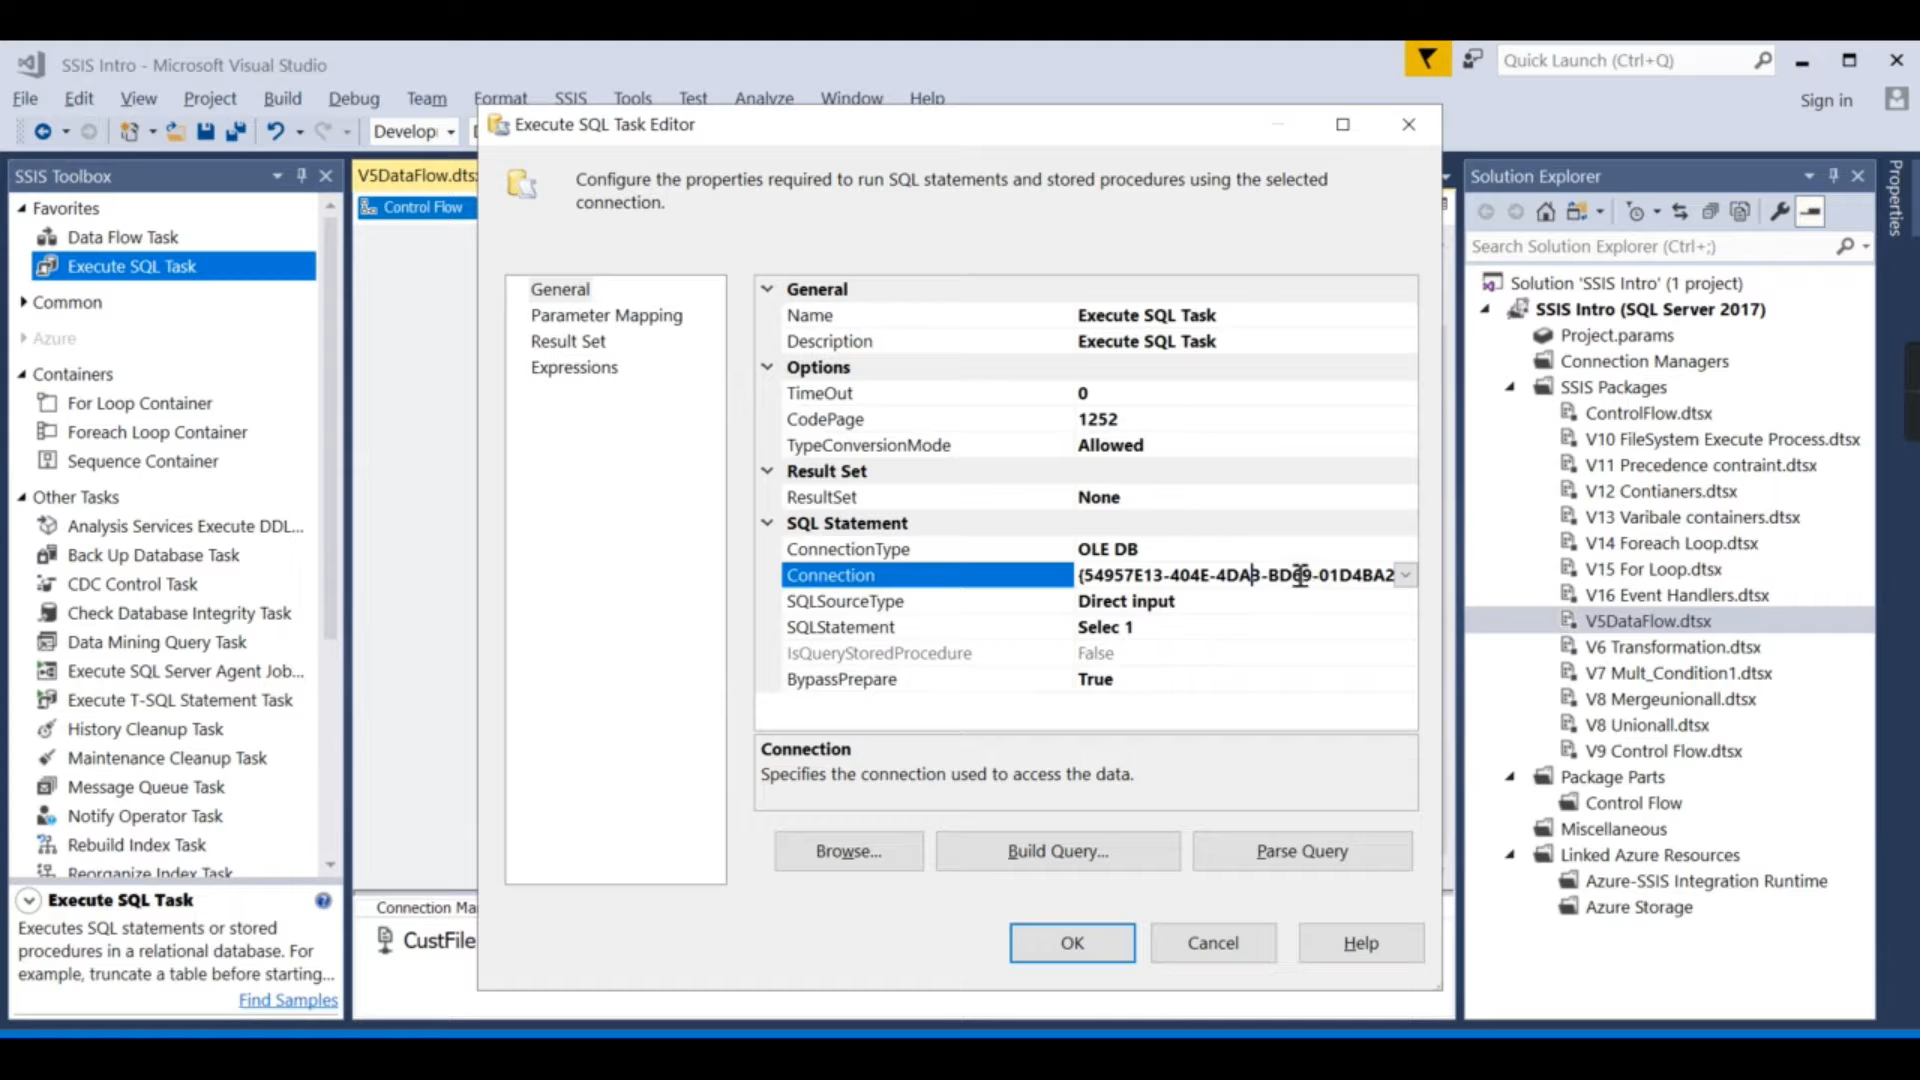 SSIS Intro - Microsoft Visual Studio
Quick Launch (Ctrl+Q)
File Edit View Project Build Debug Team Format SSIS Tools Test Analyze Window Help
Sign in
Develop
SSIS Toolbox
Favorites
Data Flow Task
Execute SQL Task
Common
Azure
Containers
For Loop Container
Foreach Loop Container
Sequence Container
Other Tasks
Analysis Services Execute DDL...
Back Up Database Task
CDC Control Task
Check Database Integrity Task
Data Mining Query Task
Execute SQL Server Agent Job...
Execute T-SQL Statement Task
History Cleanup Task
Maintenance Cleanup Task
Message Queue Task
Notify Operator Task
Rebuild Index Task
Reorganize Index Task
Execute SQL Task
Executes SQL statements or stored
procedures in a relational database. For
example, truncate a table before starting...
Find Samples
V5DataFlow.dts
Control Flow
Connection Ma
CustFile
Execute SQL Task Editor
Configure the properties required to run SQL statements and stored procedures using the selected
connection.
General
Parameter Mapping
Result Set
Expressions
General
Name Execute SQL Task
Description Execute SQL Task
Options
TimeOut 0
CodePage 1252
TypeConversionMode Allowed
Result Set
ResultSet None
SQL Statement
ConnectionType OLE DB
Connection {54957E13-404E-4DA3-BD69-01D4BA2
SQLSourceType Direct input
SQLStatement Selec 1
IsQueryStoredProcedure False
BypassPrepare True
Connection
Specifies the connection used to access the data.
Browse... Build Query... Parse Query
OK Cancel Help
Solution Explorer
Search Solution Explorer (Ctrl+;)
Solution 'SSIS Intro' (1 project)
SSIS Intro (SQL Server 2017)
Project.params
Connection Managers
SSIS Packages
ControlFlow.dtsx
V10 FileSystem Execute Process.dtsx
V11 Precedence contraint.dtsx
V12 Contianers.dtsx
V13 Varibale containers.dtsx
V14 Foreach Loop.dtsx
V15 For Loop.dtsx
V16 Event Handlers.dtsx
V5DataFlow.dtsx
V6 Transformation.dtsx
V7 Mult_Condition1.dtsx
V8 Mergeunionall.dtsx
V8 Unionall.dtsx
V9 Control Flow.dtsx
Package Parts
Control Flow
Miscellaneous
Linked Azure Resources
Azure-SSIS Integration Runtime
Azure Storage
Properties